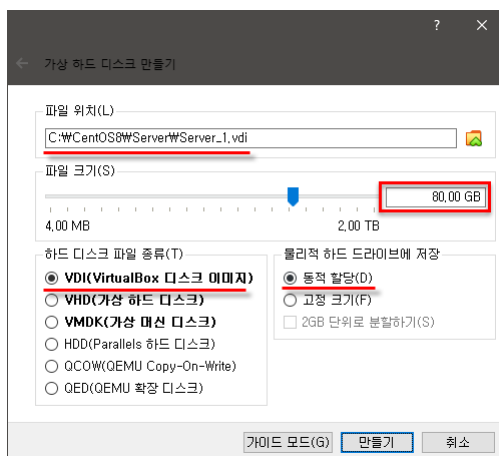 ?
가상 하드 디스크 만들기
파일 위치(L)
C:₩CentOS8₩Server₩Server_1.vdi
파일 크기(S)
80,00 GB
4,00 MB 2,00 TB
하드 디스크 파일 종류(T)
VDI(VirtualBox 디스크 이미지)
VHD(가상 하드 디스크)
VMDK(가상 머신 디스크)
HDD(Parallels 하드 디스크)
QCOW(QEMU Copy-On-Write)
QED(QEMU 확장 디스크)
물리적 하드 드라이브에 저장
동적 할당(D)
고정 크기(F)
2GB 단위로 분할하기(S)
가이드 모드(G) 만들기 취소